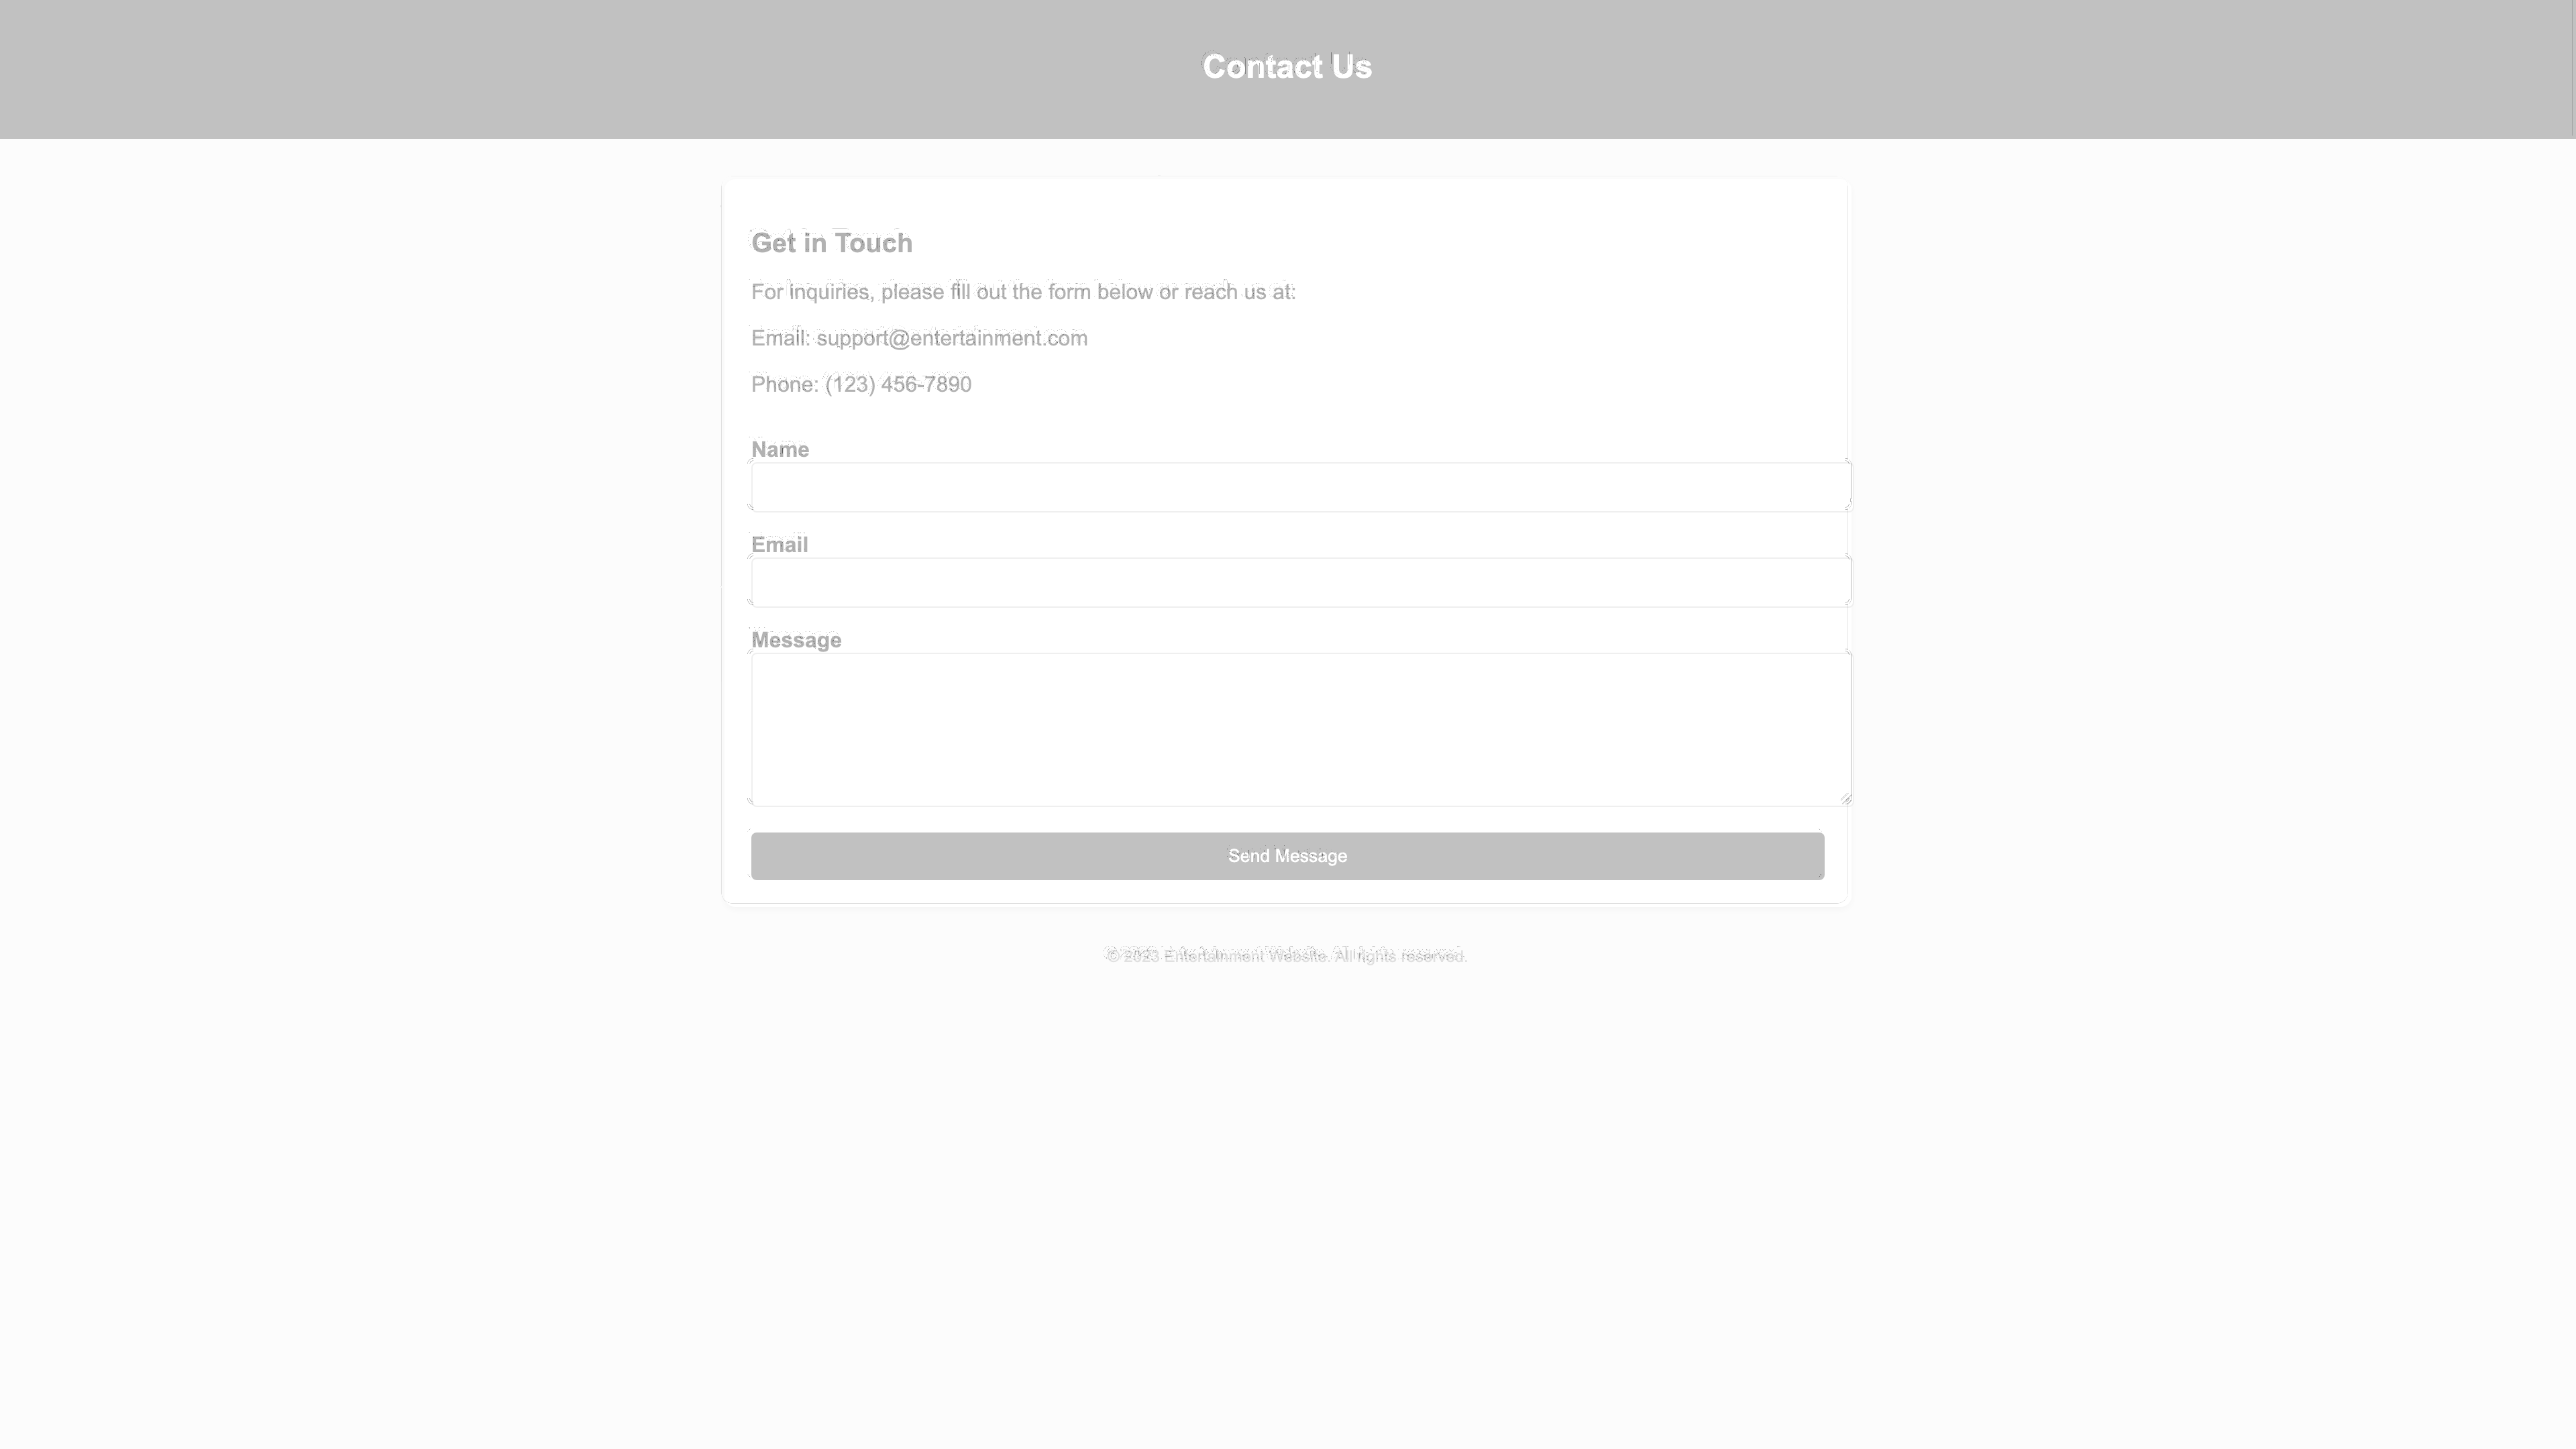 Contact Us
Get in Touch
For inquiries, please fill out the form below or reach us at:
Email: support@entertainment.com
Phone: (123) 456-7890
Name
Email
Message
Send Message
© 2023 Entertainment Website. All rights reserved.